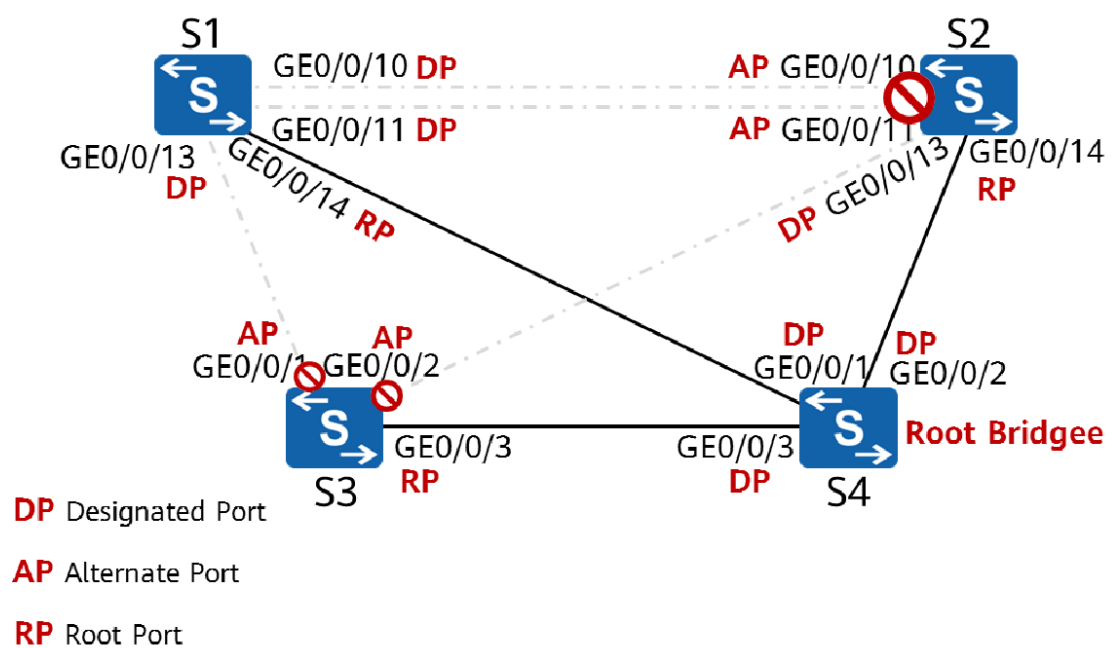 S1
S2
GE0/0/10 DP
AP GE0/0/10
S
S
GE0/0/11 DP
AP GE0/0/11
GE0/0/13
DP
GE0/0/14 RP
DP GE0/0/13
GE0/0/14
RP
AP
GE0/0/1
AP
GE0/0/2
DP
GE0/0/1
DP
GE0/0/2
S
GE0/0/3
RP
GE0/0/3
DP
S
Root Bridgee
S3
S4
DP Designated Port
AP Alternate Port
RP Root Port